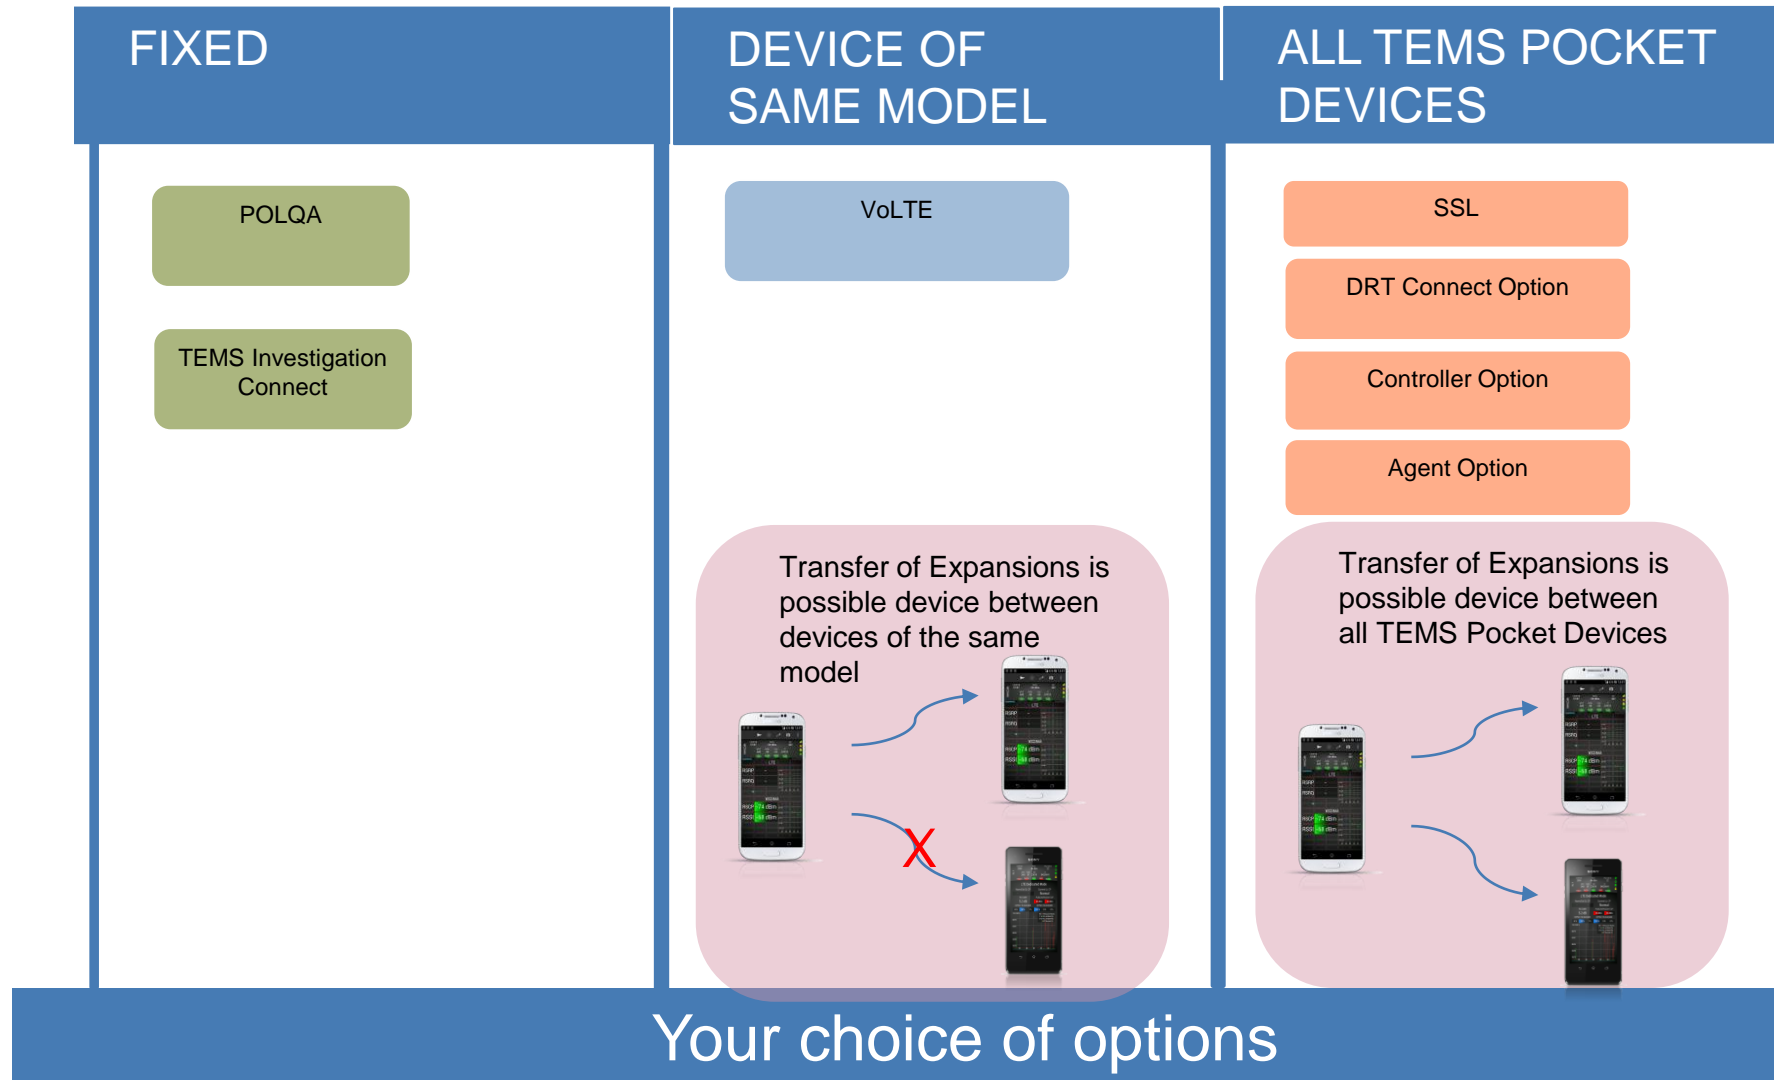 FIXED
DEVICE OF
SAME MODEL
ALL TEMS POCKET
DEVICES
POLQA
TEMS Investigation
Connect
VoLTE
SSL
DRT Connect Option
Controller Option
Agent Option
Transfer of Expansions is
possible device between
devices of the same
model
X
Transfer of Expansions is
possible device between
all TEMS Pocket Devices
Your choice of options